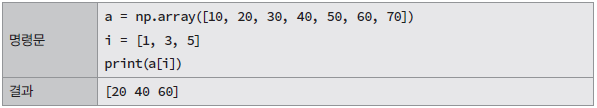 명령문
a = np.array([10, 20, 30, 40, 50, 60, 70])
i = [1, 3, 5]
print(a[i])
결과
[20 40 60]